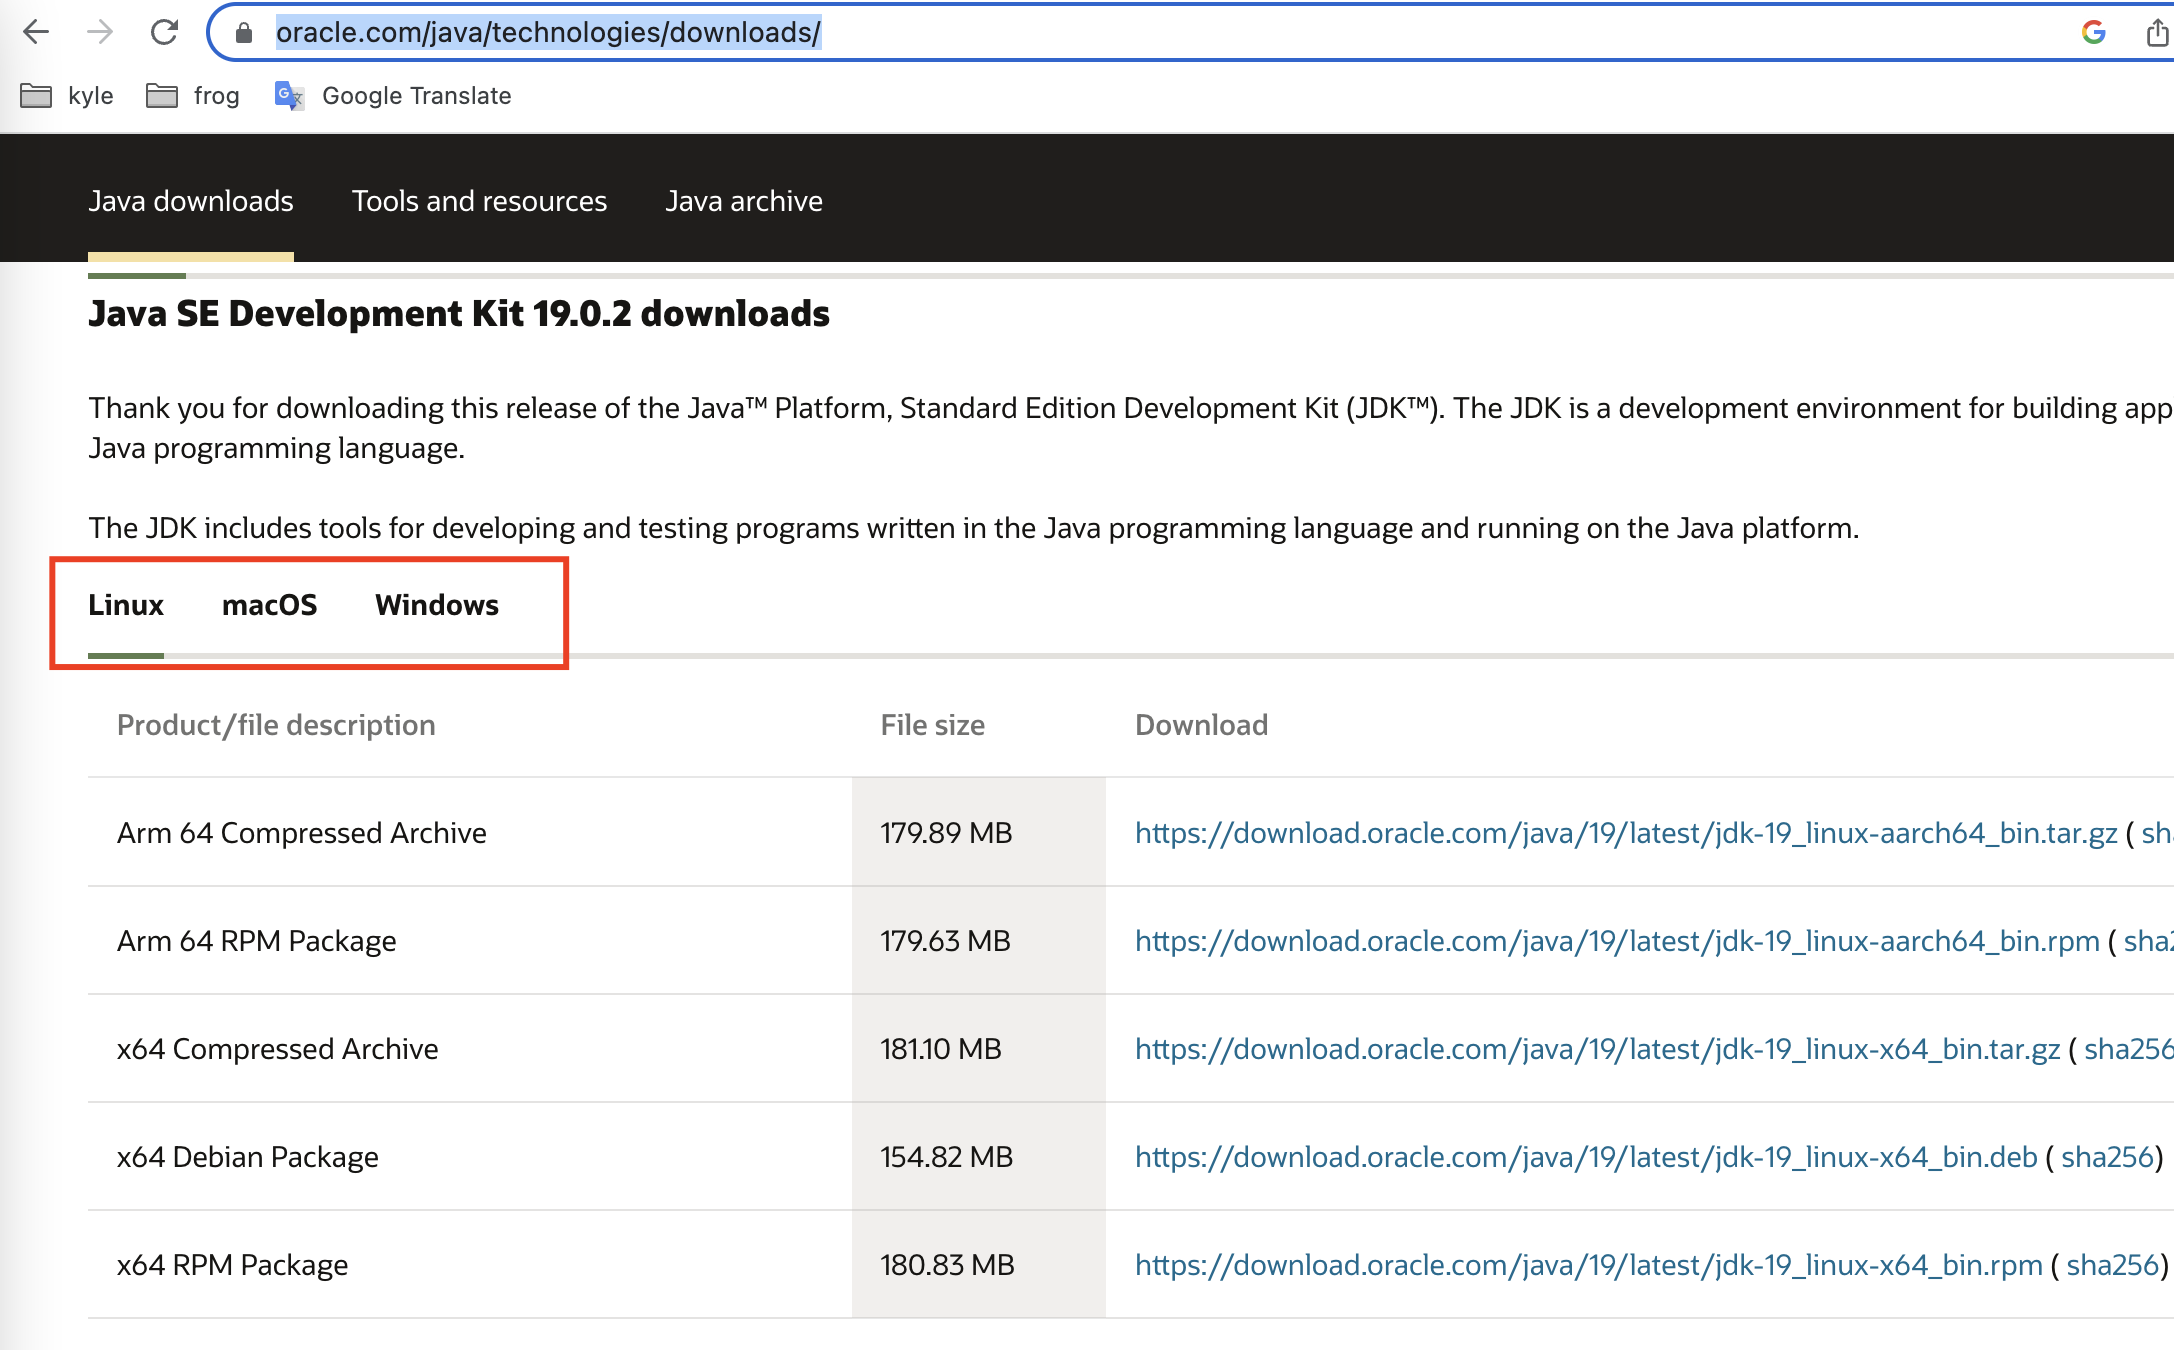 oracle.com/java/technologies/downloads/
kyle frog Google Translate
Java downloads Tools and resources Java archive
Java SE Development Kit 19.0.2 downloads
Thank you for downloading this release of the Java™ Platform, Standard Edition Development Kit (JDK™). The JDK is a development environment for building app
Java programming language.
The JDK includes tools for developing and testing programs written in the Java programming language and running on the Java platform.
Linux macOS Windows
Product/file description File size Download
Arm 64 Compressed Archive 179.89 MB https://download.oracle.com/java/19/latest/jdk-19_linux-aarch64_bin.tar.gz ( sh
Arm 64 RPM Package 179.63 MB https://download.oracle.com/java/19/latest/jdk-19_linux-aarch64_bin.rpm ( sha2
x64 Compressed Archive 181.10 MB https://download.oracle.com/java/19/latest/jdk-19_linux-x64_bin.tar.gz ( sha256
x64 Debian Package 154.82 MB https://download.oracle.com/java/19/latest/jdk-19_linux-x64_bin.deb ( sha256)
x64 RPM Package 180.83 MB https://download.oracle.com/java/19/latest/jdk-19_linux-x64_bin.rpm ( sha256)